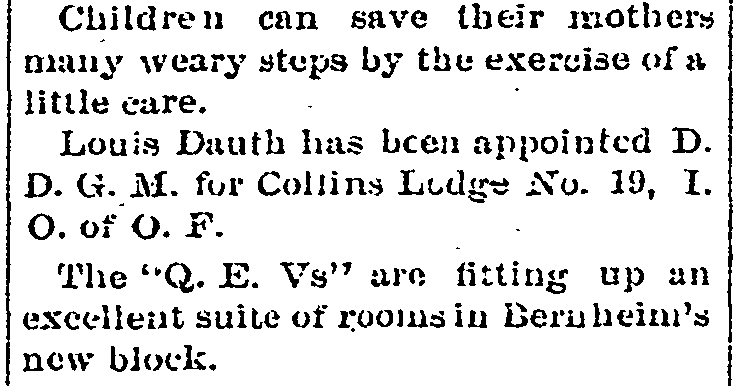 Children can save their mothers
many weary steps by the exercise of a
little care.
Louis Dauth has been appointed D.
D. G. M. for Collins Lodge No. 19, I.
O. of O. F.
The "Q. E. Vs" are fitting up an
excellent suite of rooms in Bernheim's
new block.